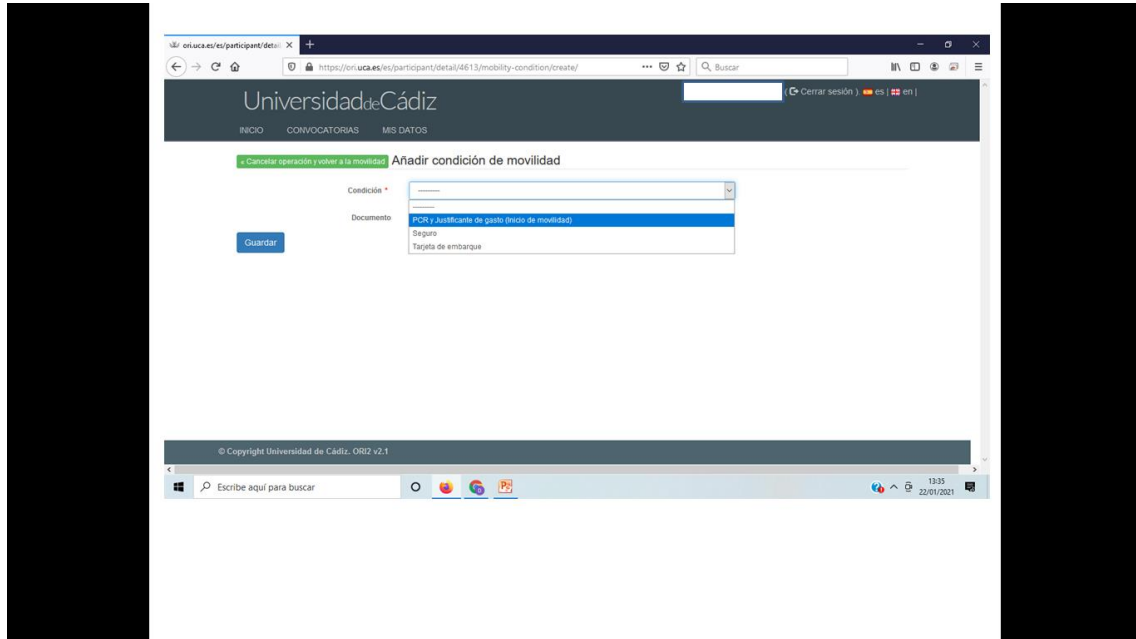 ori.uca.es/es/participant/detail
https://ori.uca.es/es/participant/detail/4613/mobility-condition/create/
Buscar
UniversidaddeCádiz
( Cerrar sesión ). es | en |
INICIO CONVOCATORIAS MIS DATOS
« Cancelar operación y volver a la movilidad Añadir condición de movilidad
Condición * ---------
---------
Documento PCR y Justificante de gasto (Inicio de movilidad)
Seguro
Guardar Tarjeta de embarque
© Copyright Universidad de Cádiz. ORI2 v2.1
Escribe aquí para buscar
13:35
22/01/2021